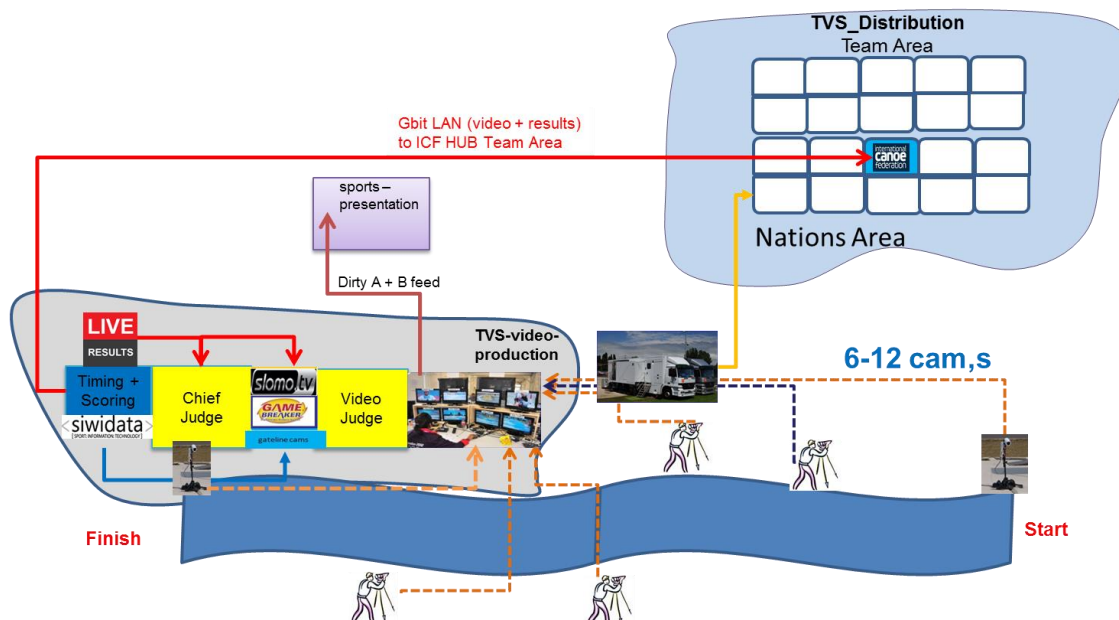 TVS_Distribution
Team Area
Gbit LAN (video + results)
to ICF HUB Team Area
international
canoe
federation
sports –
presentation
Nations Area
Dirty A + B feed
LIVE
RESULTS
TVS-video-
production
6-12 cam,s
Timing +
Scoring
Chief
Judge
slomo.tv
GAME
BREAKER
Video
Judge
<siwidata>
[SPORT INFORMATION TECHNOLOGY]
gateline cams
Finish
Start